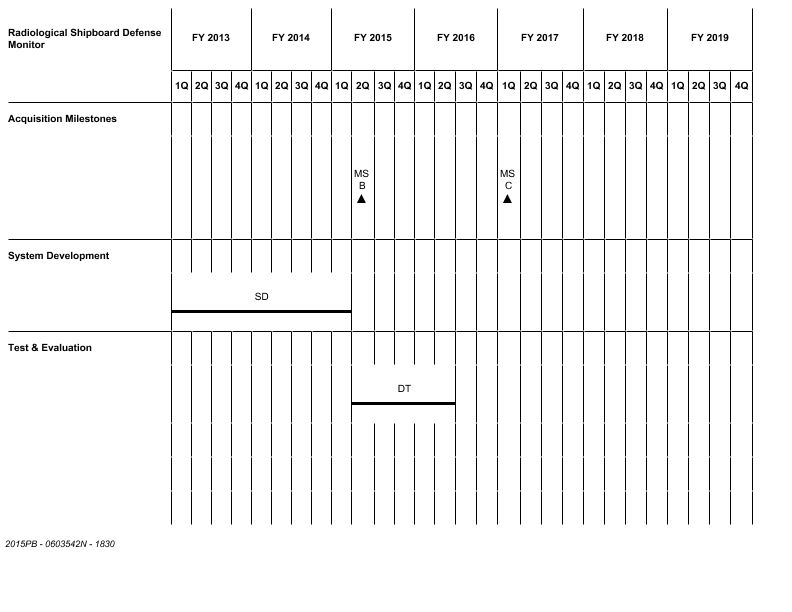 Radiological Shipboard Defense
Monitor
FY 2013 FY 2014 FY 2015 FY 2016 FY 2017 FY 2018 FY 2019
1Q 2Q 3Q 4Q 1Q 2Q 3Q 4Q 1Q 2Q 3Q 4Q 1Q 2Q 3Q 4Q 1Q 2Q 3Q 4Q 1Q 2Q 3Q 4Q 1Q 2Q 3Q 4Q
Acquisition Milestones
MS MS
B C
System Development
SD
Test & Evaluation
DT
2015PB - 0603542N - 1830